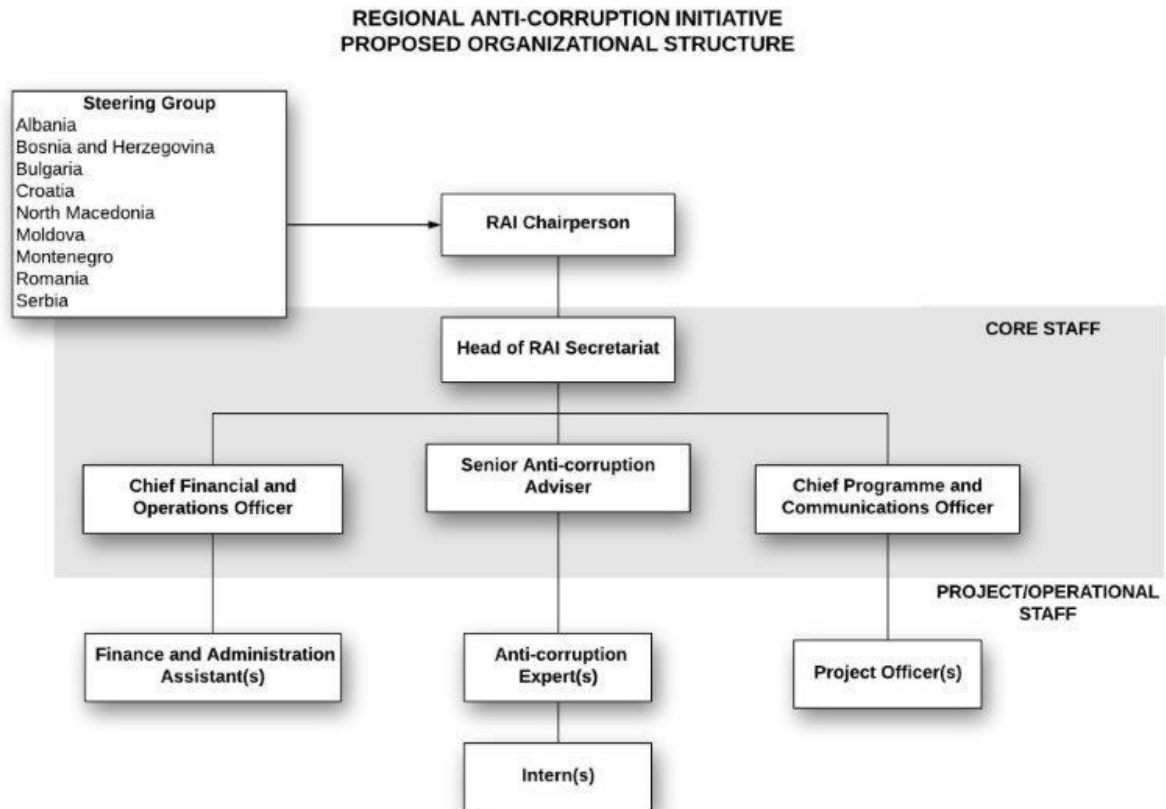 REGIONAL ANTI-CORRUPTION INITIATIVE
PROPOSED ORGANIZATIONAL STRUCTURE
Steering Group
Albania
Bosnia and Herzegovina
Bulgaria
Croatia
North Macedonia
Moldova
Montenegro
Romania
Serbia
RAI Chairperson
CORE STAFF
Head of RAI Secretariat
Chief Financial and
Operations Officer
Senior Anti-corruption
Adviser
Chief Programme and
Communications Officer
PROJECT/OPERATIONAL
STAFF
Finance and Administration
Assistant(s)
Anti-corruption
Expert(s)
Project Officer(s)
Intern(s)